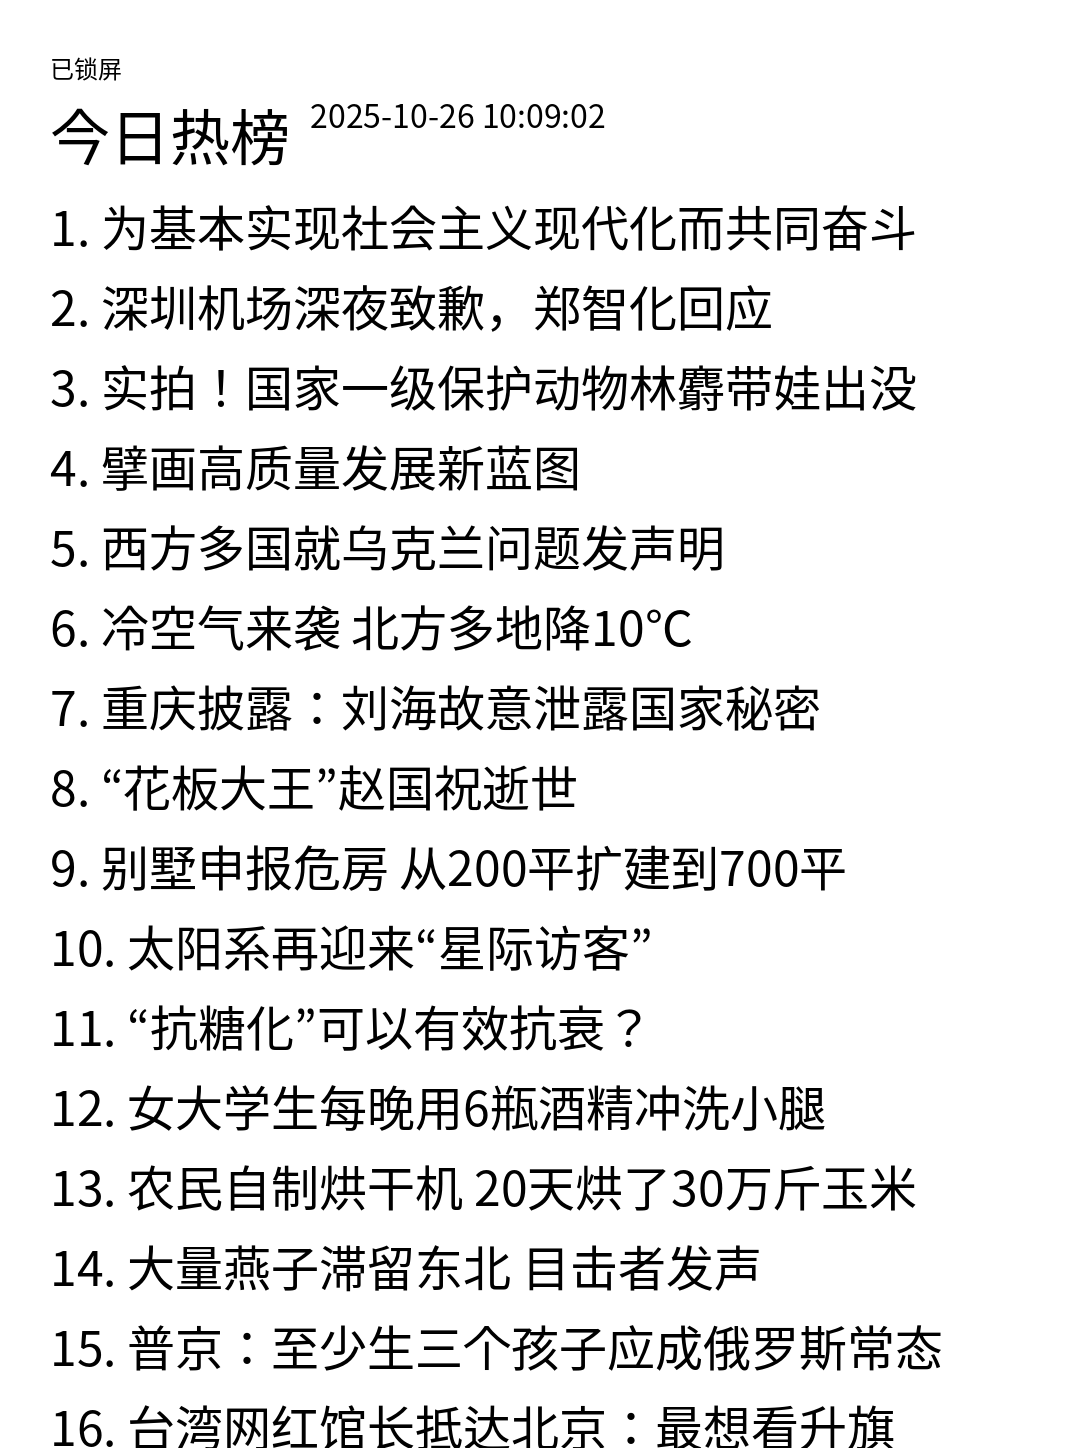 已锁屏
今日热榜 2025-10-26 10:09:02
1. 为基本实现社会主义现代化而共同奋斗
2. 深圳机场深夜致歉，郑智化回应
3. 实拍！国家一级保护动物林麝带娃出没
4. 擘画高质量发展新蓝图
5. 西方多国就乌克兰问题发声明
6. 冷空气来袭 北方多地降10℃
7. 重庆披露：刘海故意泄露国家秘密
8. “花板大王”赵国祝逝世
9. 别墅申报危房 从200平扩建到700平
10. 太阳系再迎来“星际访客”
11. “抗糖化”可以有效抗衰？
12. 女大学生每晚用6瓶酒精冲洗小腿
13. 农民自制烘干机 20天烘了30万斤玉米
14. 大量燕子滞留东北 目击者发声
15. 普京：至少生三个孩子应成俄罗斯常态
16. 台湾网红馆长抵达北京：最想看升旗